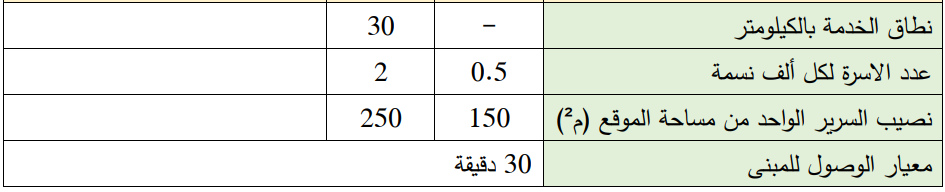 نطاق الخدمة بالكيلومتر – 30
عدد الاسرة لكل ألف نسمة 0.5 2
نصيب السرير الواحد من مساحة الموقع (م²) 150 250
معيار الوصول للمبنى 30 دقيقة